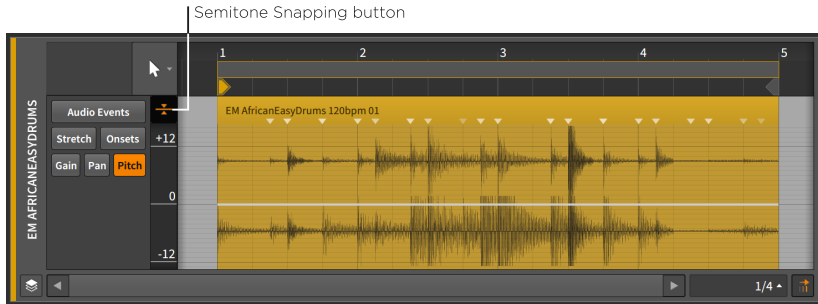 Semitone Snapping button
1 2 3 4 5
EM AFRICANEASYDRUMS
Audio Events
Stretch Onsets
Gain Pan Pitch
+12
0
-12
EM AfricanEasyDrums 120bpm 01
1/4